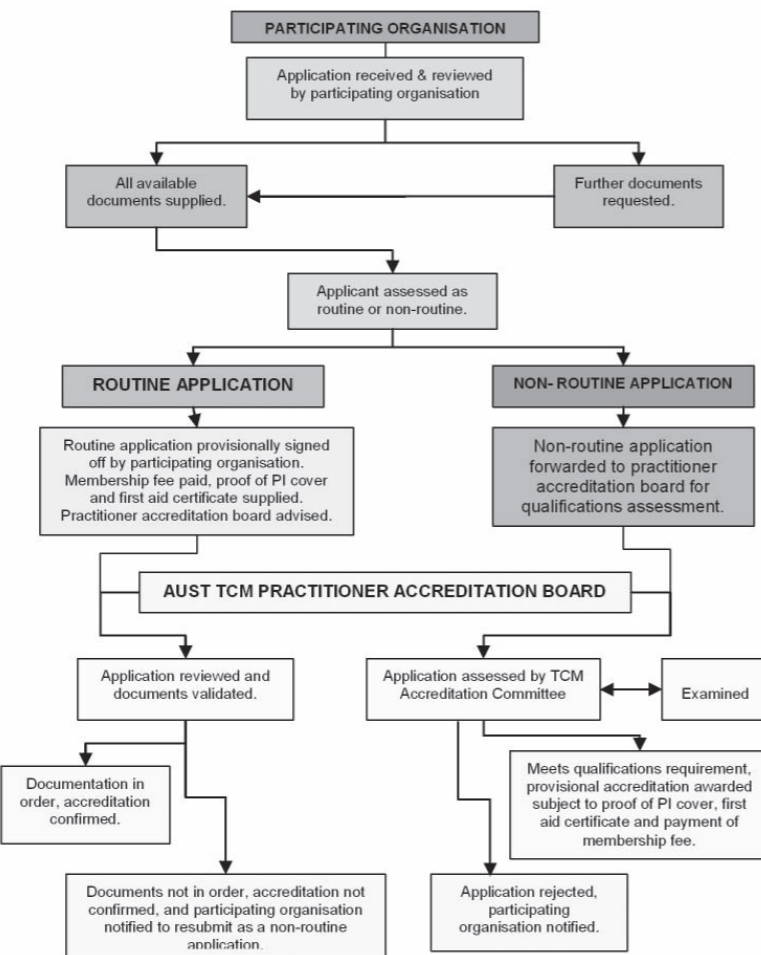 PARTICIPATING ORGANISATION
Application received & reviewed
by participating organisation
All available
documents supplied.
Further documents
requested.
Applicant assessed as
routine or non-routine.
ROUTINE APPLICATION
NON- ROUTINE APPLICATION
Routine application provisionally signed
off by participating organisation.
Membership fee paid, proof of PI cover
and first aid certificate supplied.
Practitioner accreditation board advised.
Non-routine application
forwarded to practitioner
accreditation board for
qualifications assessment.
AUST TCM PRACTITIONER ACCREDITATION BOARD
Application reviewed and
documents validated.
Application assessed by TCM
Accreditation Committee
Examined
Documentation in
order, accreditation
confirmed.
Meets qualifications requirement,
provisional accreditation awarded
subject to proof of PI cover, first
aid certificate and payment of
membership fee.
Documents not in order, accreditation not
confirmed, and participating organisation
notified to resubmit as a non-routine
application.
Application rejected,
participating
organisation notified.